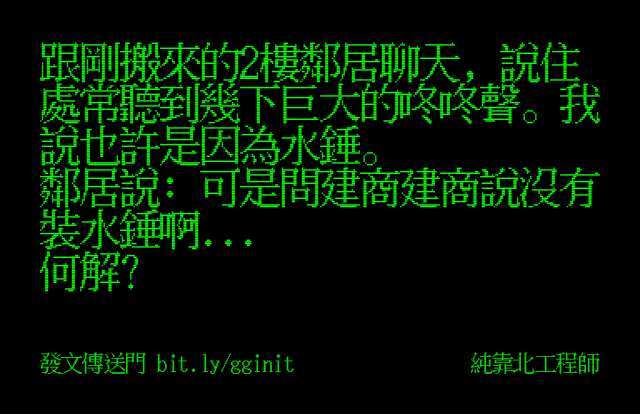 跟剛搬來的2樓鄰居聊天，說住
處常聽到幾下巨大的咚咚聲。我
說也許是因為水錘。
鄰居說：可是問建商建商說沒有
裝水錘啊...
何解?
發文傳送門 bit.ly/gginit
純靠北工程師